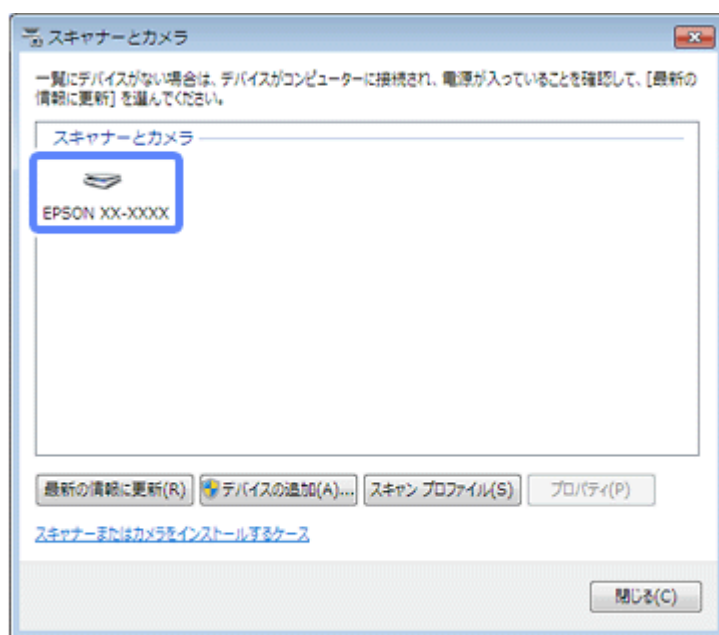 スキャナーとカメラ
一覧にデバイスがない場合は、デバイスがコンピューターに接続され、電源が入っていることを確認して、[最新の
情報に更新] を選んでください。
スキャナーとカメラ
EPSON XX-XXXX
最新の情報に更新(R) デバイスの追加(A)... スキャン プロファイル(S) プロパティ(P)
スキャナーまたはカメラをインストールするケース
閉じる(C)